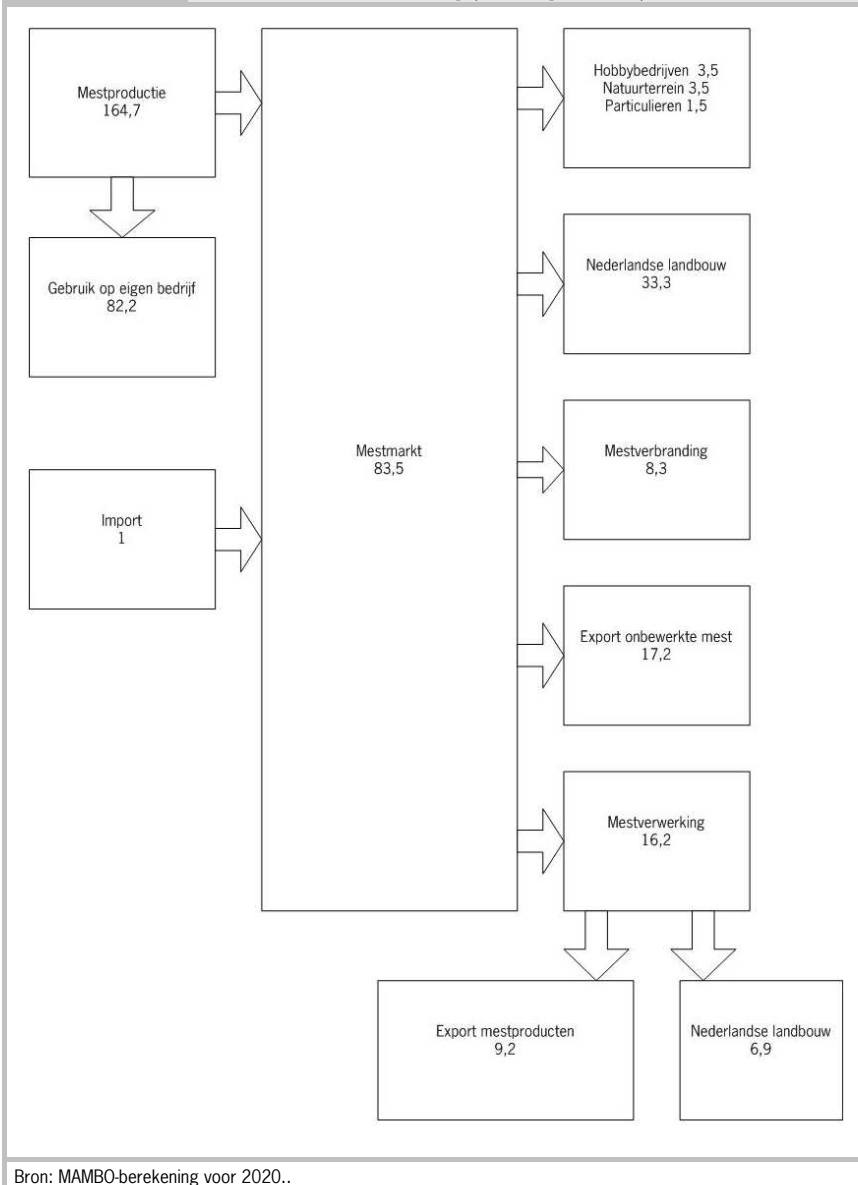 Mestproductie
164,7
Gebruik op eigen bedrijf
82,2
Import
1
Mestmarkt
83,5
Hobbybedrijven 3,5
Natuurterrein 3,5
Particulieren 1,5
Nederlandse landbouw
33,3
Mestverbranding
8,3
Export onbewerkte mest
17,2
Mestverwerking
16,2
Export mestproducten
9,2
Nederlandse landbouw
6,9
Bron: MAMBO-berekening voor 2020..